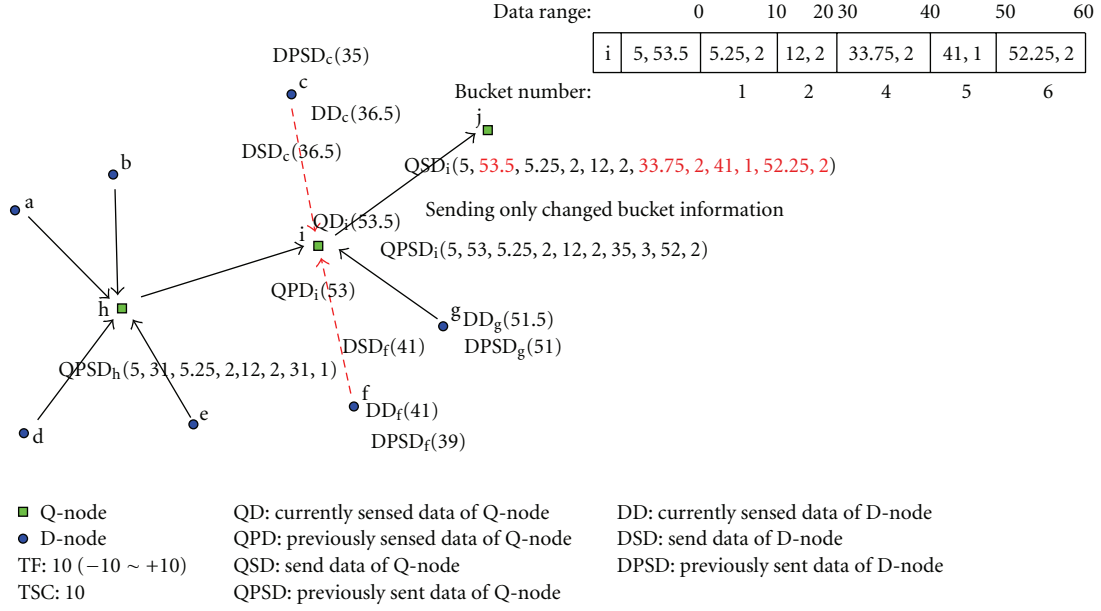 Data range: 0 10 20 30 40 50 60
i 5, 53.5 5.25, 2 12, 2 33.75, 2 41, 1 52.25, 2
Bucket number: 1 2 4 5 6
DPSDc(35)
c
DDc(36.5)
j
DSDc(36.5)
b
QSDi(5, 53.5, 5.25, 2, 12, 2, 33.75, 2, 41, 1, 52.25, 2)
a
Sending only changed bucket information
QDi(53.5)
i
QPSDi(5, 53, 5.25, 2, 12, 2, 35, 3, 52, 2)
QPDi(53)
h
g
DDg(51.5)
DSDf(41)
DPSDg(51)
QPSDh(5, 31, 5.25, 2,12, 2, 31, 1)
f
DDf(41)
e
d
DPSDf(39)
Q-node
QD: currently sensed data of Q-node
DD: currently sensed data of D-node
D-node
QPD: previously sensed data of Q-node
DSD: send data of D-node
TF: 10 (−10 ∼ +10)
QSD: send data of Q-node
DPSD: previously sent data of D-node
TSC: 10
QPSD: previously sent data of Q-node